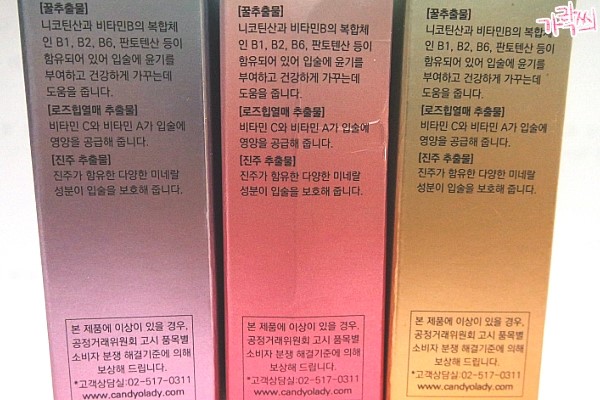 [꿀추출물]
니코틴산과 비타민B의 복합체
인 B1, B2, B6, 판토텐산 등이
함유되어 있어 입술에 윤기를
부여하고 건강하게 가꾸는데
도움을 줍니다.
[로즈힙열매 추출물]
비타민 C와 비타민 A가 입술에
영양을 공급해 줍니다.
[진주 추출물]
진주가 함유한 다양한 미네랄
성분이 입술을 보호해 줍니다.
본 제품에 이상이 있을 경우,
공정거래위원회 고시 품목별
소비자 분쟁 해결기준에 의해
보상해 드립니다.
*고객상담실:02-517-0311
www.candyolady.com
[꿀추출물]
니코틴산과 비타민B의 복합체
인 B1, B2, B6, 판토텐산 등이
함유되어 있어 입술에 윤기를
부여하고 건강하게 가꾸는데
도움을 줍니다.
[로즈힙열매 추출물]
비타민 C와 비타민 A가 입술에
영양을 공급해 줍니다.
[진주 추출물]
진주가 함유한 다양한 미네랄
성분이 입술을 보호해 줍니다.
본 제품에 이상이 있을 경우,
공정거래위원회 고시 품목별
소비자 분쟁 해결기준에 의해
보상해 드립니다.
*고객상담실:02-517-0311
www.candyolady.com
[꿀추출물]
니코틴산과 비타민B의 복합체
인 B1, B2, B6, 판토텐산 등이
함유되어 있어 입술에 윤기를
부여하고 건강하게 가꾸는데
도움을 줍니다.
[로즈힙열매 추출물]
비타민 C와 비타민 A가 입술에
영양을 공급해 줍니다.
[진주 추출물]
진주가 함유한 다양한 미네랄
성분이 입술을 보호해 줍니다.
본 제품에 이상이 있을 경우,
공정거래위원회 고시 품목별
소비자 분쟁 해결기준에 의해
보상해 드립니다.
*고객상담실:02-517-0311
www.candyolady.com
가락씨